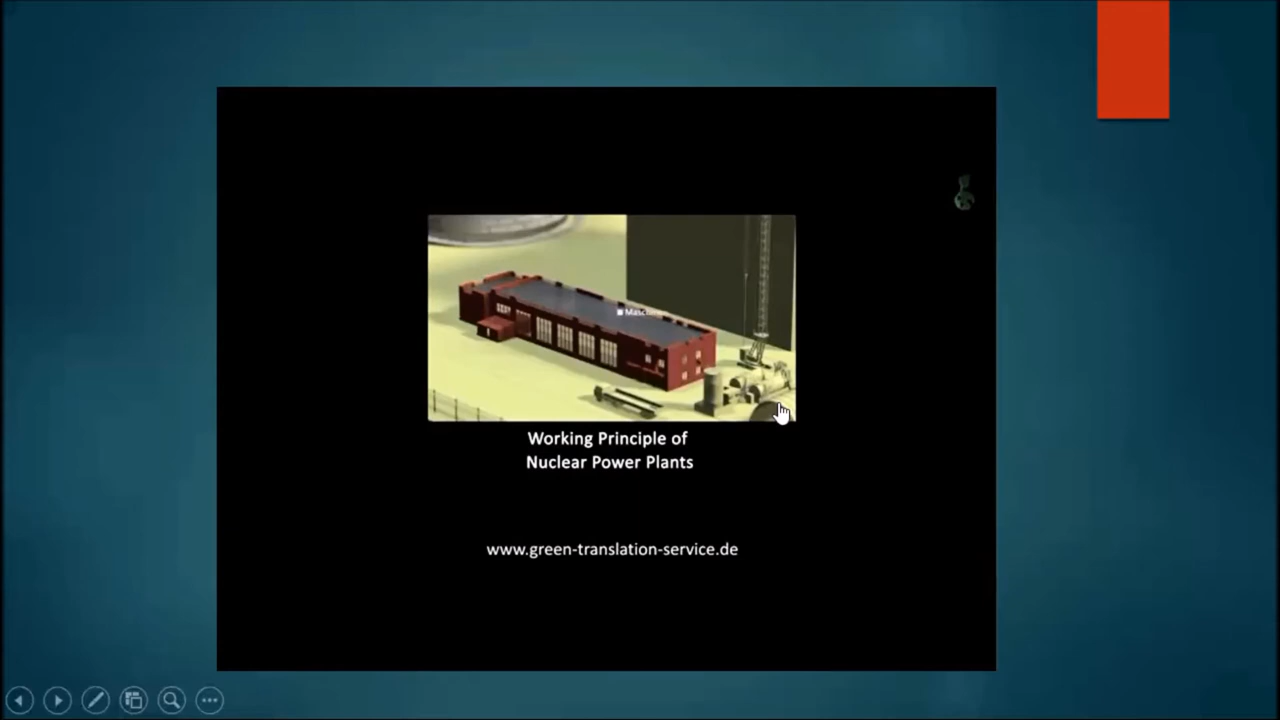 Working Principle of
Nuclear Power Plants
www.green-translation-service.de